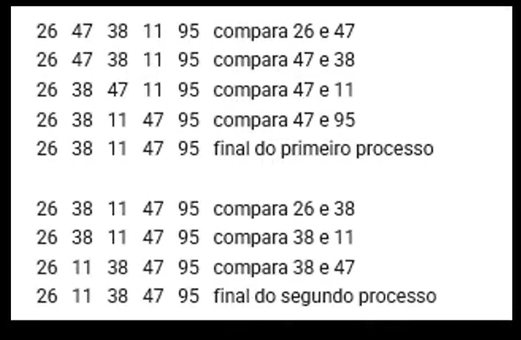 26 47 38 11 95 compara 26 e 47
26 47 38 11 95 compara 47 e 38
26 38 47 11 95 compara 47 e 11
26 38 11 47 95 compara 47 e 95
26 38 11 47 95 final do primeiro processo
26 38 11 47 95 compara 26 e 38
26 38 11 47 95 compara 38 e 11
26 11 38 47 95 compara 38 e 47
26 11 38 47 95 final do segundo processo